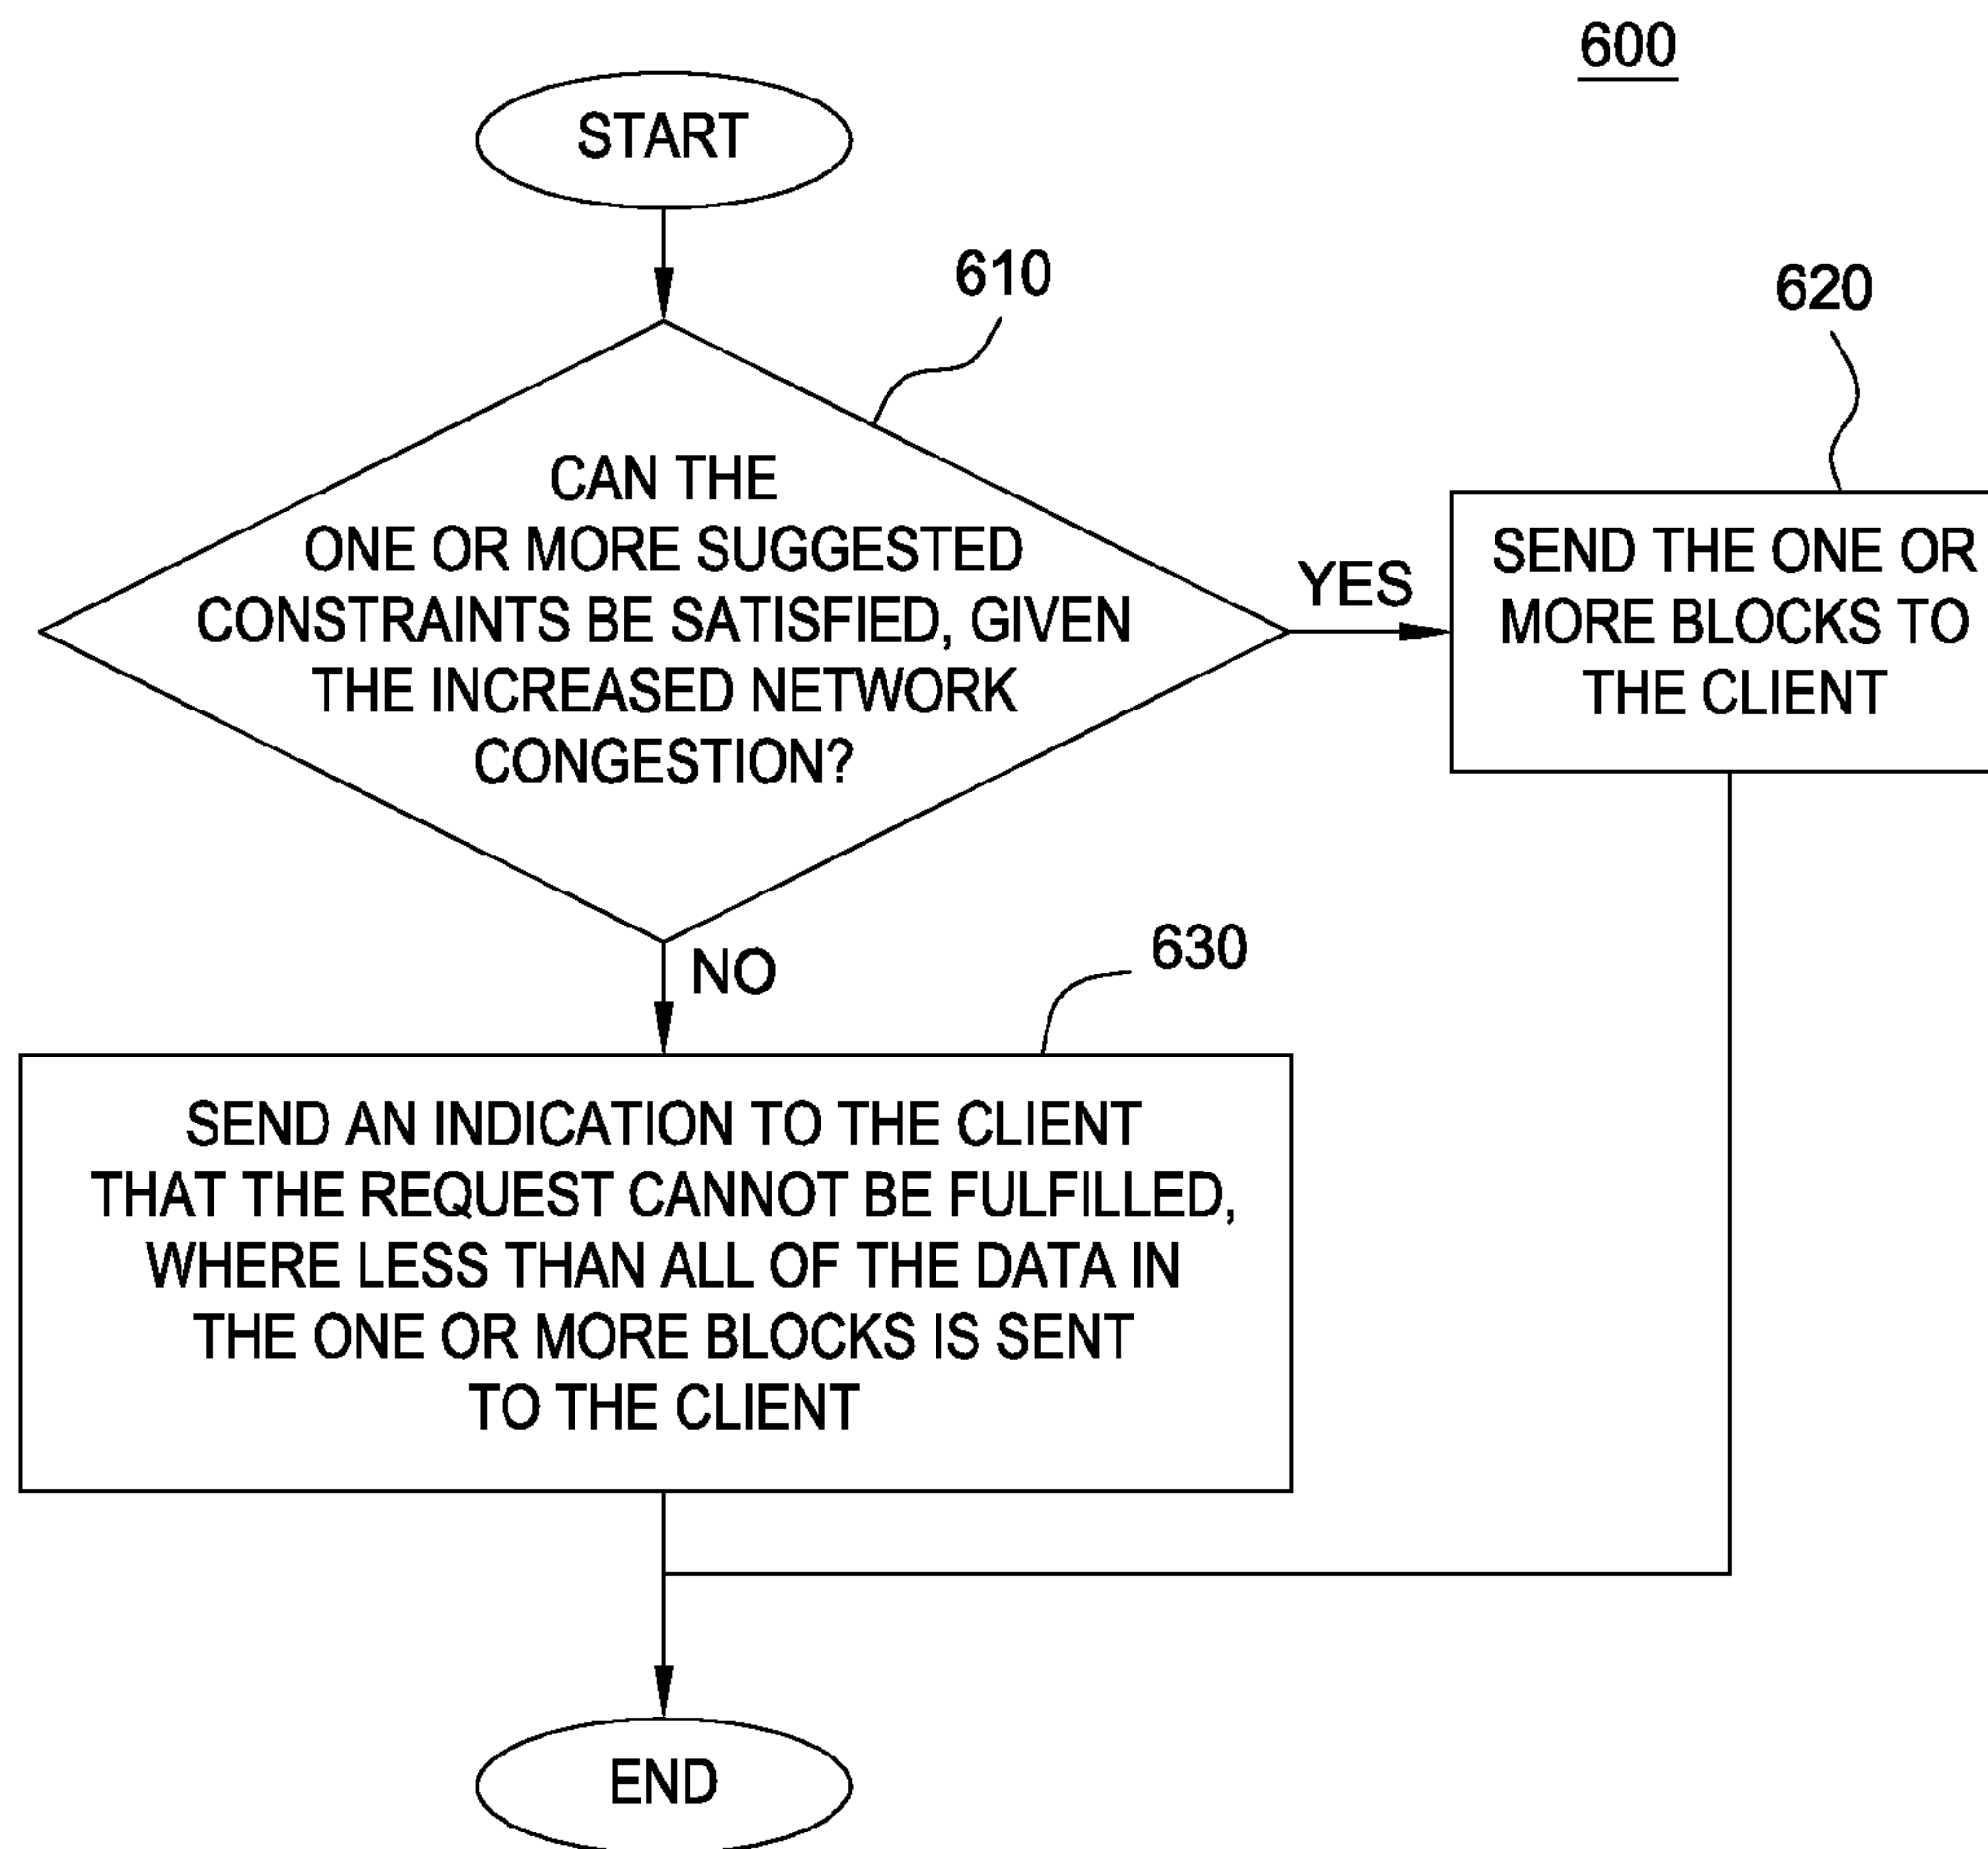 600
START
610
620
CAN THE
ONE OR MORE SUGGESTED
CONSTRAINTS BE SATISFIED, GIVEN
THE INCREASED NETWORK
CONGESTION?
YES
SEND THE ONE OR
MORE BLOCKS TO
THE CLIENT
NO
630
SEND AN INDICATION TO THE CLIENT
THAT THE REQUEST CANNOT BE FULFILLED,
WHERE LESS THAN ALL OF THE DATA IN
THE ONE OR MORE BLOCKS IS SENT
TO THE CLIENT
END